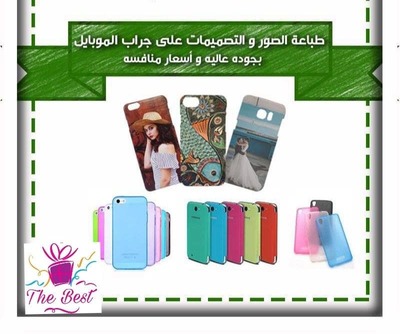 طباعة الصور و التصميمات على جراب الموبايل
بجوده عاليه و أسعار منافسه
The Best